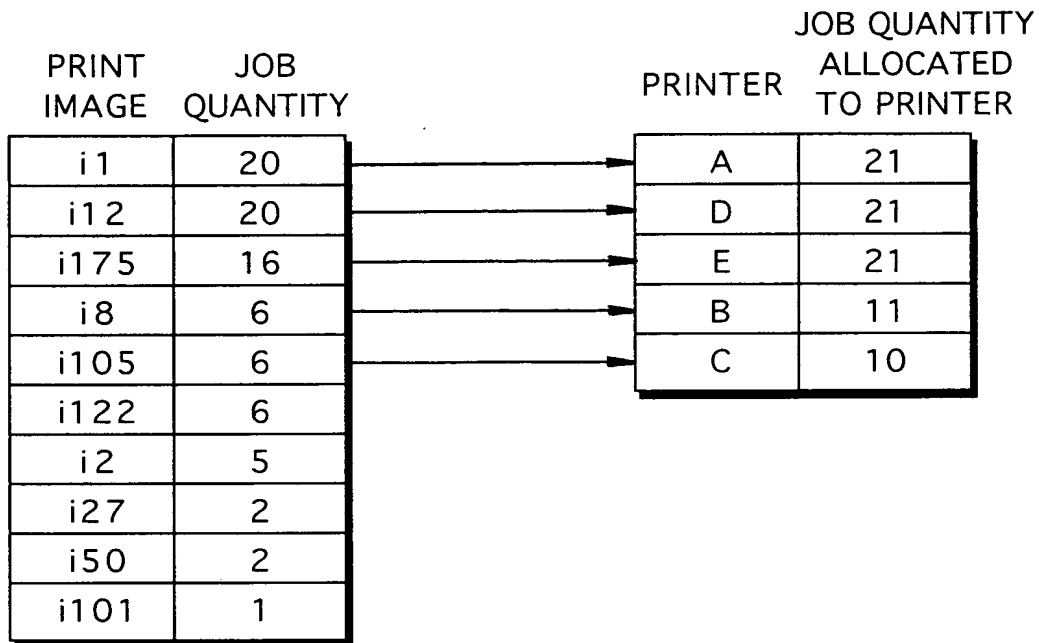 PRINT IMAGE JOB QUANTITY
i1 20
i12 20
i175 16
i8 6
i105 6
i122 6
i2 5
i27 2
i50 2
i101 1
PRINTER JOB QUANTITY ALLOCATED TO PRINTER
A 21
D 21
E 21
B 11
C 10